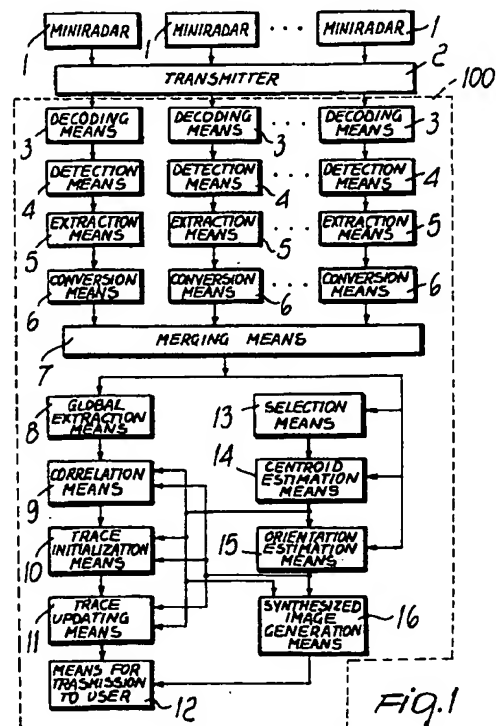 MINIRADAR MINIRADAR ··· MINIRADAR 1
1 1 2
TRANSMITTER
100
DECODING MEANS DECODING MEANS ··· DECODING MEANS
3 3 3
DETECTION MEANS DETECTION MEANS DETECTION MEANS
4 4 4
EXTRACTION MEANS EXTRACTION MEANS ··· EXTRACTION MEANS
5 5 5
CONVERSION MEANS CONVERSION MEANS ··· CONVERSION MEANS
6 6 6
MERGING MEANS
7
GLOBAL EXTRACTION MEANS
8
13
SELECTION MEANS
CORRELATION MEANS
9
14
CENTROID ESTIMATION MEANS
TRACE INITIALIZATION MEANS
10
15
ORIENTATION ESTIMATION MEANS
TRACE UPDATING MEANS
11
SYNTHESIZED IMAGE GENERATION MEANS
16
MEANS FOR TRASMISSION TO USER
12
Fig.1